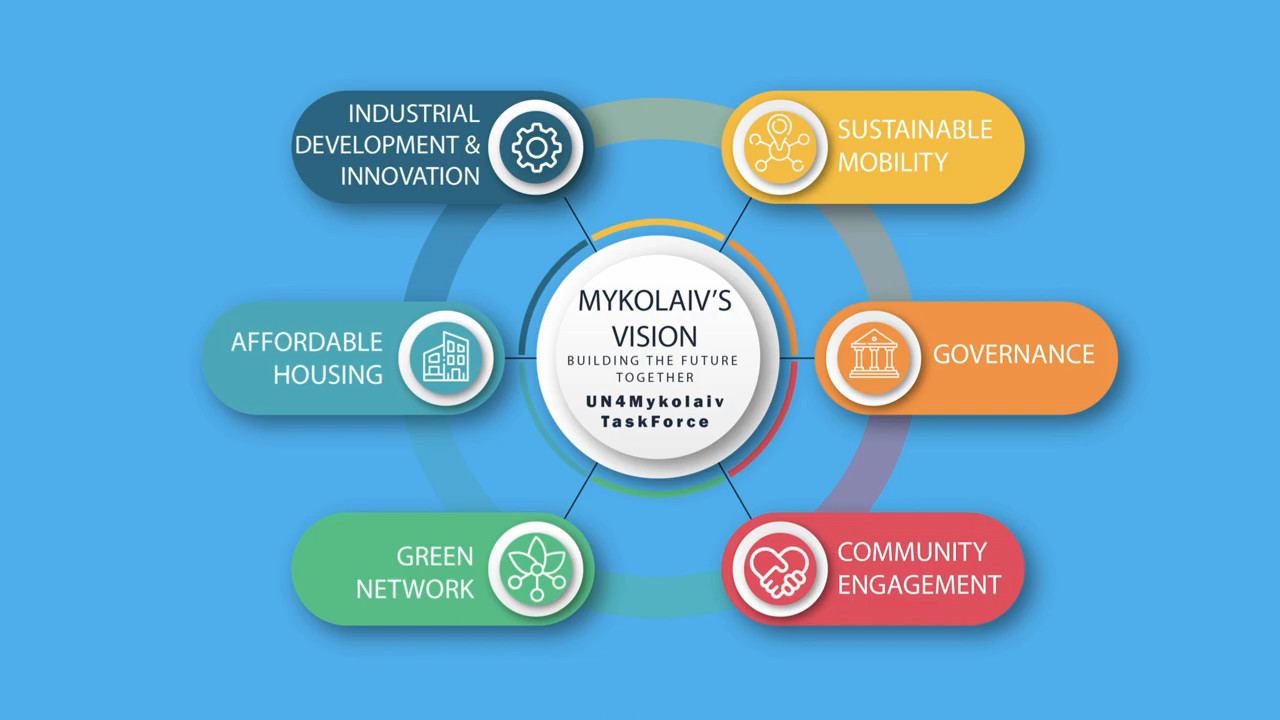 INDUSTRIAL
DEVELOPMENT &
INNOVATION
SUSTAINABLE
MOBILITY
AFFORDABLE
HOUSING
MYKOLAIV'S
VISION
BUILDING THE FUTURE
TOGETHER
UN4Mykolaiv
TaskForce
GOVERNANCE
GREEN
NETWORK
COMMUNITY
ENGAGEMENT